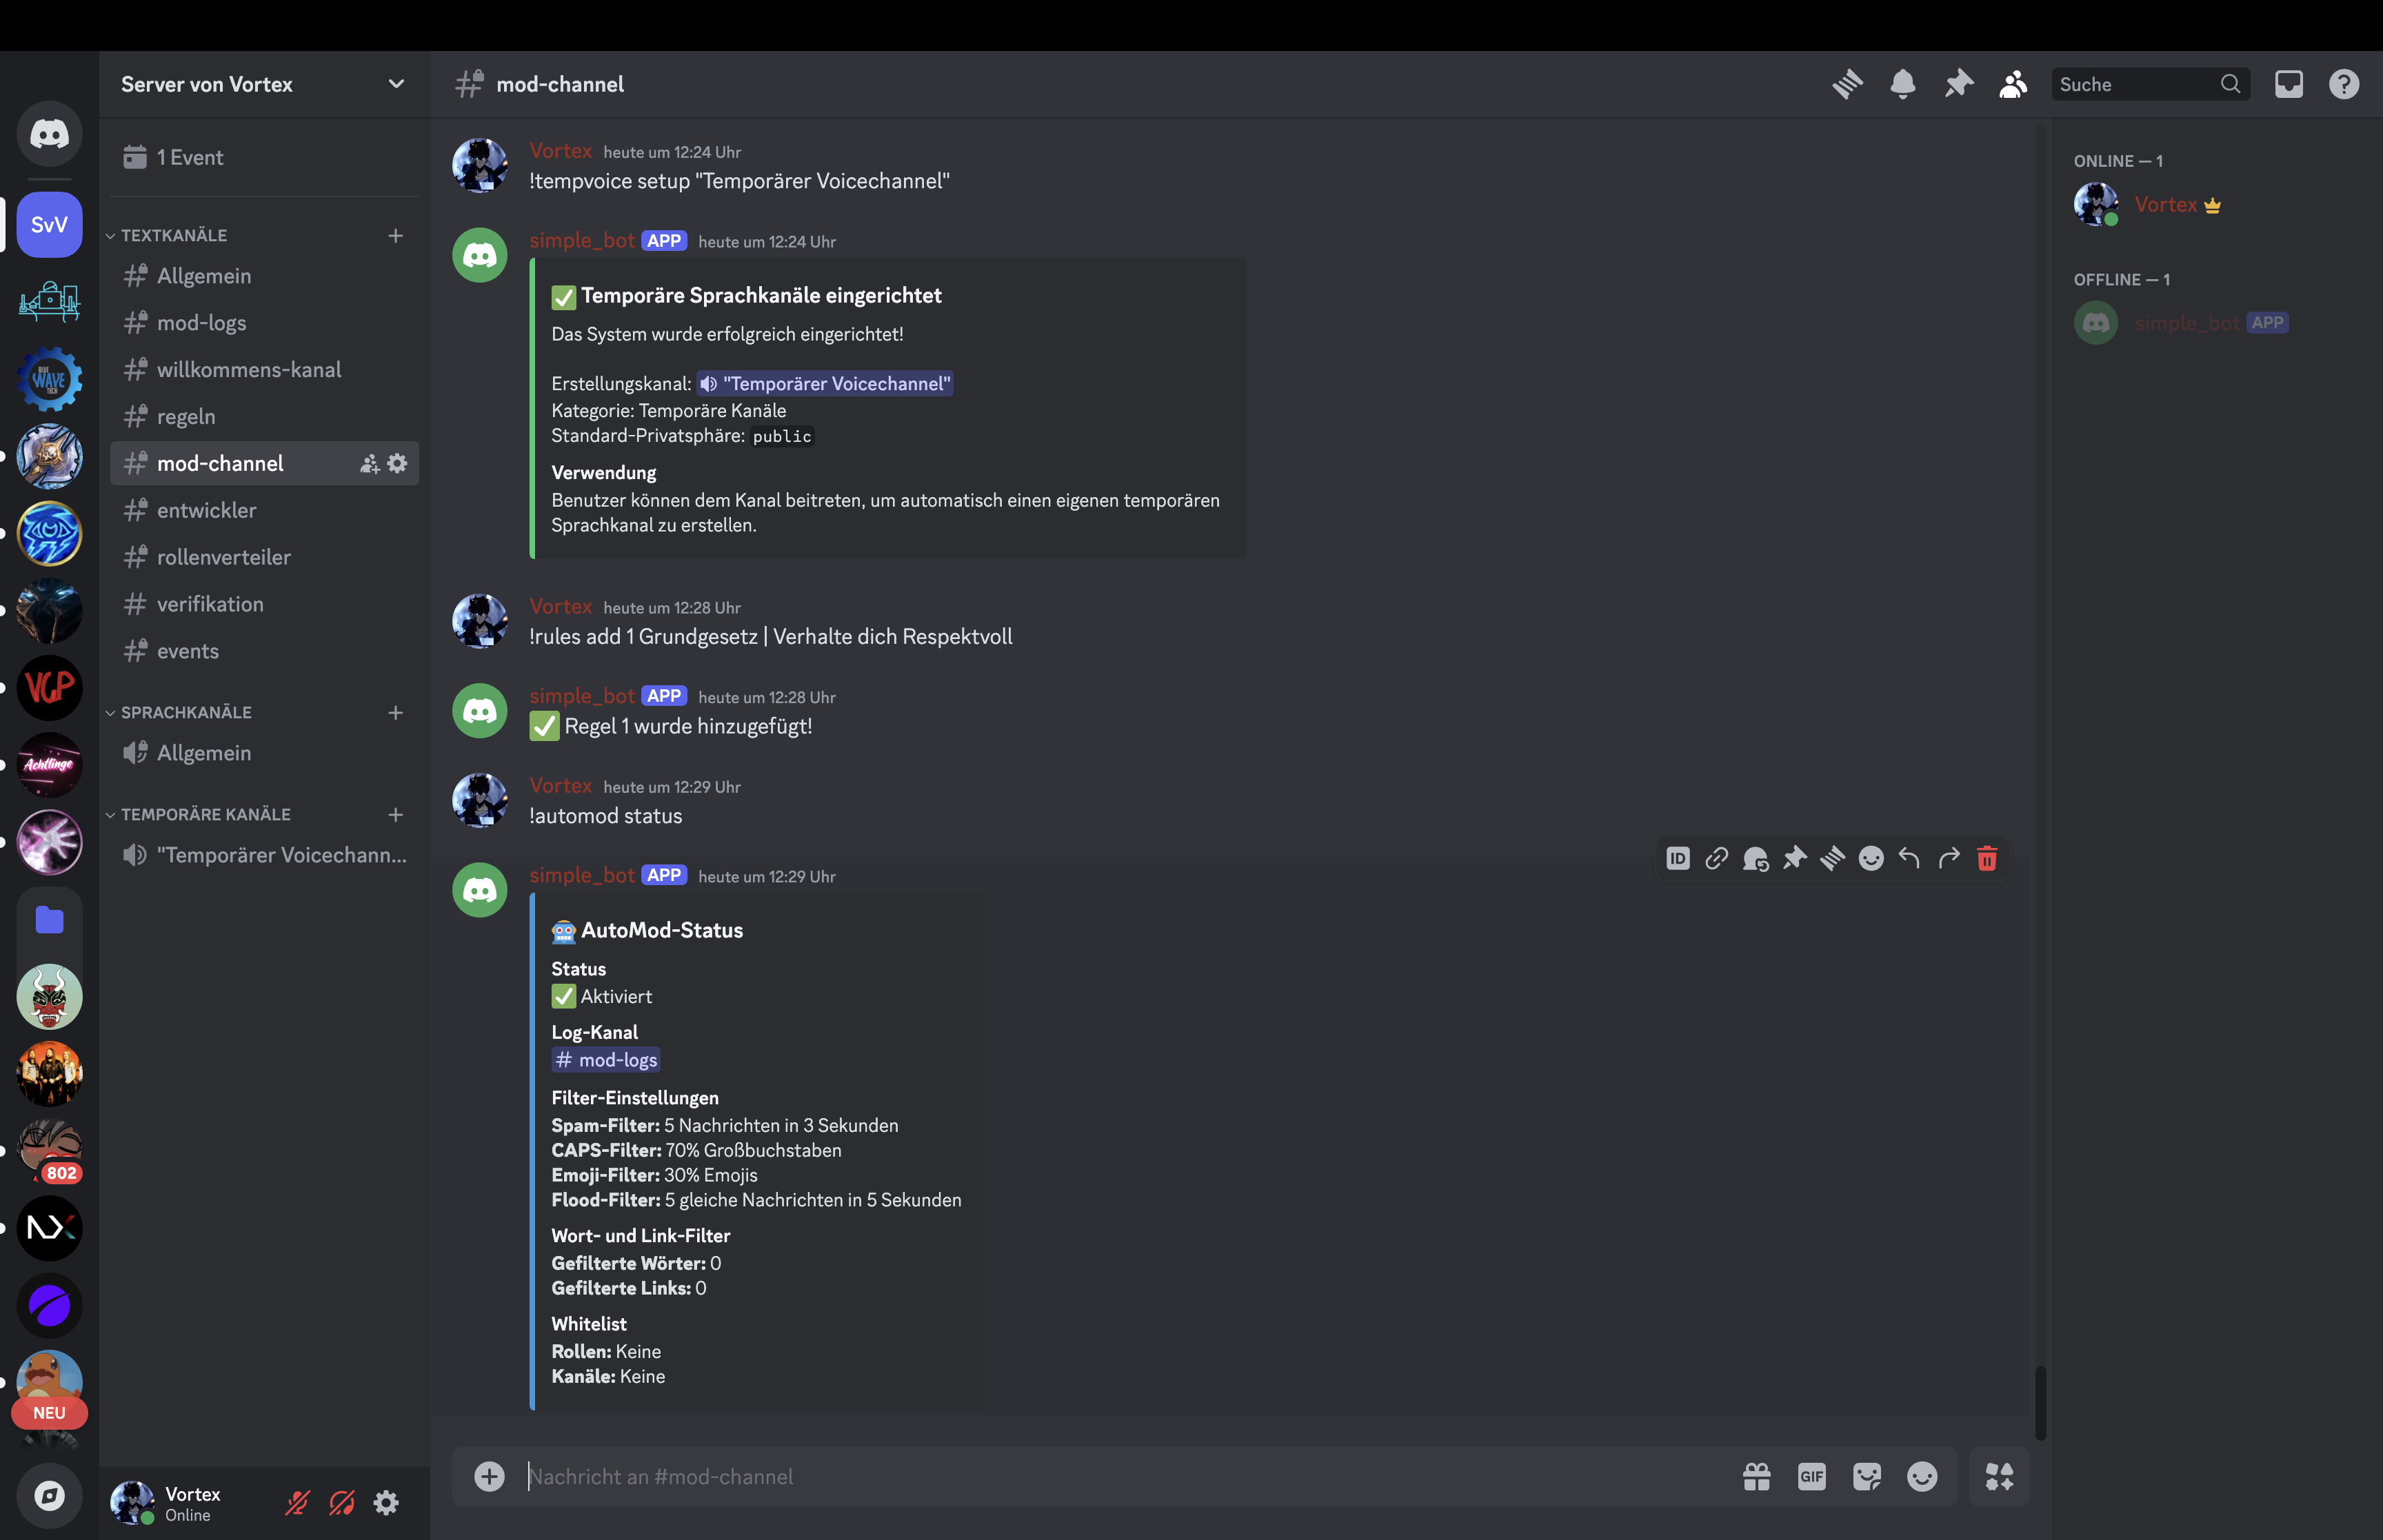 Server von Vortex
mod-channel
Suche
1 Event
SvV
TEXTKANÄLE
Allgemein
mod-logs
willkommens-kanal
regeln
mod-channel
entwickler
rollenverteiler
verifikation
events
SPRACHKANÄLE
Allgemein
TEMPORÄRE KANÄLE
"Temporärer Voicechann...
BLUE
WAVE
TECH
VGP
Achtlinge
802
NX
NEU
Vortex
Online
Vortex heute um 12:24 Uhr
!tempvoice setup "Temporärer Voicechannel"
simple_bot APP heute um 12:24 Uhr
Temporäre Sprachkanäle eingerichtet
Das System wurde erfolgreich eingerichtet!
Erstellungskanal: "Temporärer Voicechannel"
Kategorie: Temporäre Kanäle
Standard-Privatsphäre: public
Verwendung
Benutzer können dem Kanal beitreten, um automatisch einen eigenen temporären
Sprachkanal zu erstellen.
Vortex heute um 12:28 Uhr
!rules add 1 Grundgesetz | Verhalte dich Respektvoll
simple_bot APP heute um 12:28 Uhr
Regel 1 wurde hinzugefügt!
Vortex heute um 12:29 Uhr
!automod status
ID
simple_bot APP heute um 12:29 Uhr
AutoMod-Status
Status
Aktiviert
Log-Kanal
# mod-logs
Filter-Einstellungen
Spam-Filter: 5 Nachrichten in 3 Sekunden
CAPS-Filter: 70% Großbuchstaben
Emoji-Filter: 30% Emojis
Flood-Filter: 5 gleiche Nachrichten in 5 Sekunden
Wort- und Link-Filter
Gefilterte Wörter: 0
Gefilterte Links: 0
Whitelist
Rollen: Keine
Kanäle: Keine
Nachricht an #mod-channel
GIF
ONLINE — 1
Vortex
OFFLINE — 1
simple_bot APP